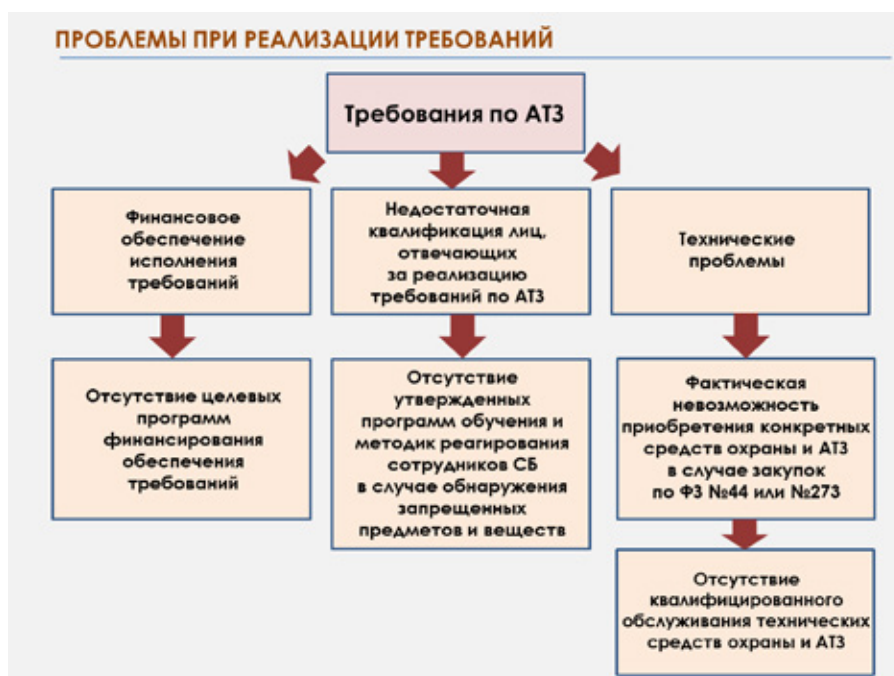 ПРОБЛЕМЫ ПРИ РЕАЛИЗАЦИИ ТРЕБОВАНИЙ
Требования по АТЗ
Финансовое
обеспечение
исполнения
требований
Недостаточная
квалификация лиц,
отвечающих
за реализацию
требований по АТЗ
Технические
проблемы
Отсутствие целевых
программ
финансирования
обеспечения
требований
Отсутствие
утвержденных
программ обучения и
методик реагирования
сотрудников СБ
в случае обнаружения
запрещенных
предметов и веществ
Фактическая
невозможность
приобретения конкретных
средств охраны и АТЗ
в случае закупок
по ФЗ №44 или №273
Отсутствие
квалифицированного
обслуживания технических
средств охраны и АТЗ